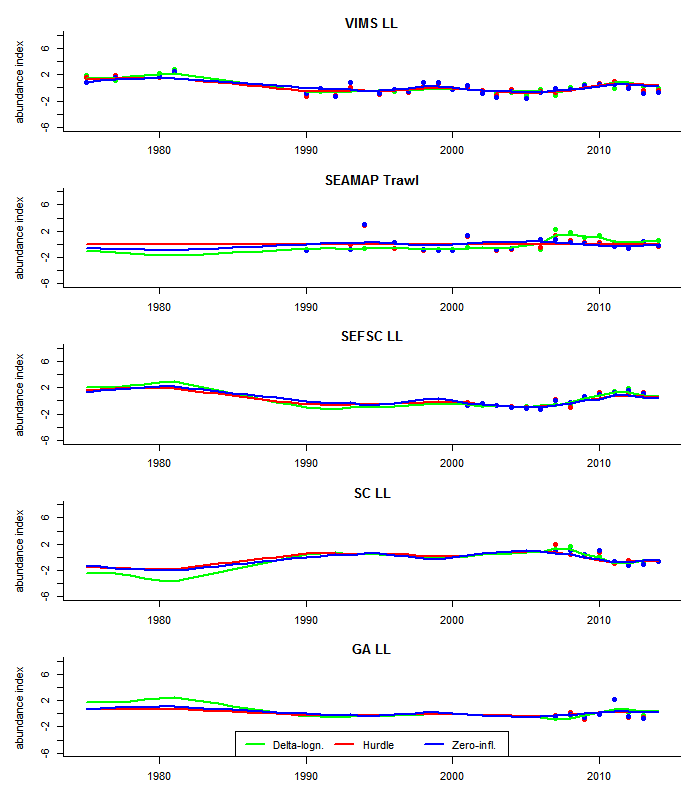 VIMS LL
abundance index
6
2
-2
-6
1980 1990 2000 2010
SEAMAP Trawl
abundance index
6
2
-2
-6
1980 1990 2000 2010
SEFSC LL
abundance index
6
2
-2
-6
1980 1990 2000 2010
SC LL
abundance index
6
2
-2
-6
1980 1990 2000 2010
GA LL
abundance index
6
2
-2
-6
Delta-logn. Hurdle Zero-infl.
1980 1990 2000 2010